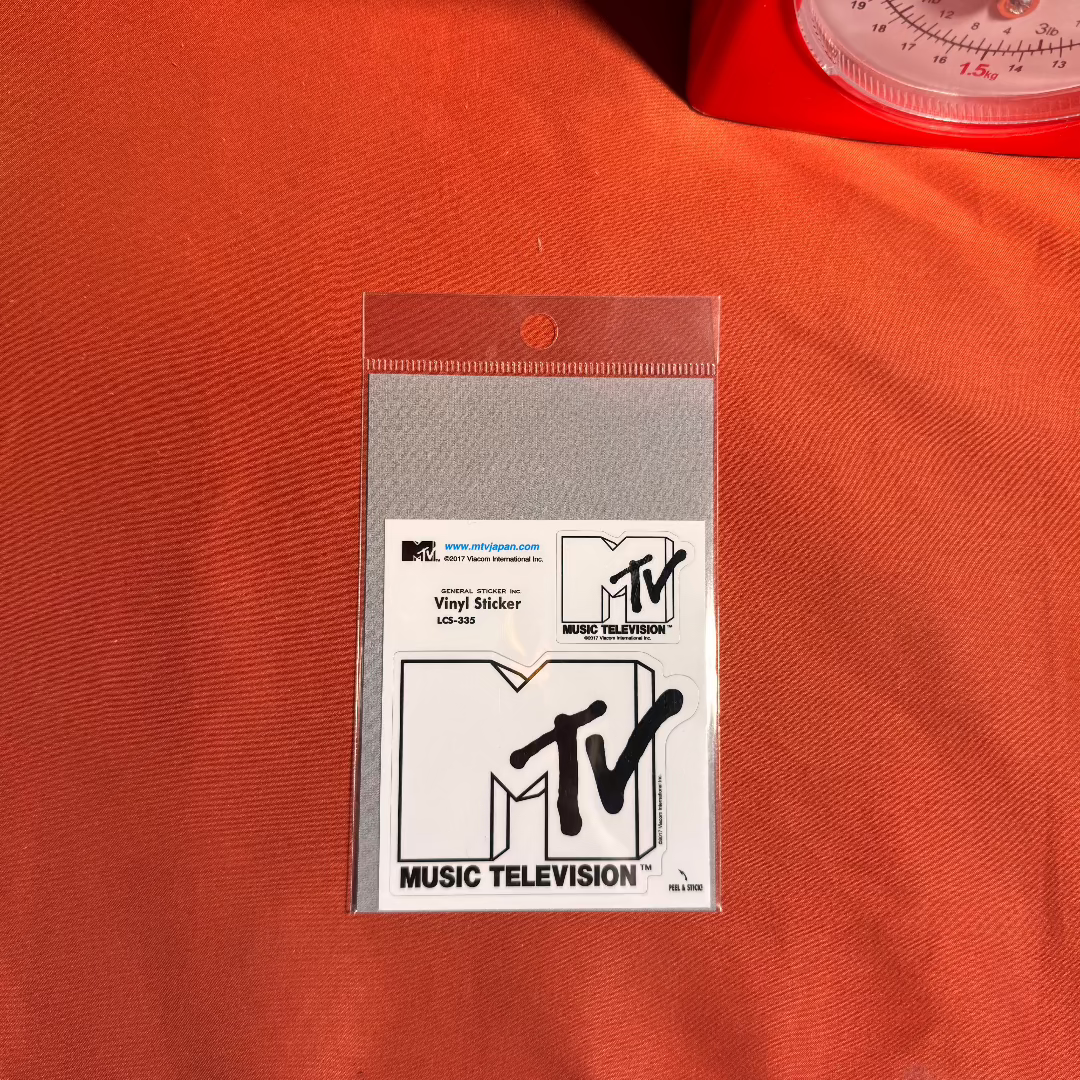 19
18
17
16
12
8
4
3lb
1.5kg
14
13
MTV
www.mtvjapan.com
©2017 Viacom International Inc.
GENERAL STICKER INC.
Vinyl Sticker
LCS-335
MTV
MUSIC TELEVISION™
©2017 Viacom International Inc.
MTV
©2017 Viacom International Inc.
MUSIC TELEVISION™
PEEL & STICK!